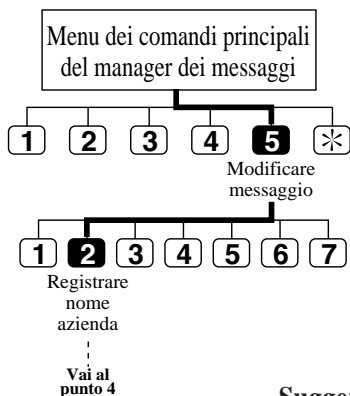 Menu dei comandi principali
del manager dei messaggi
1 2 3 4 5 *
Modificare
messaggio
1 2 3 4 5 6 7
Registrare
nome
azienda
Vai al
punto 4